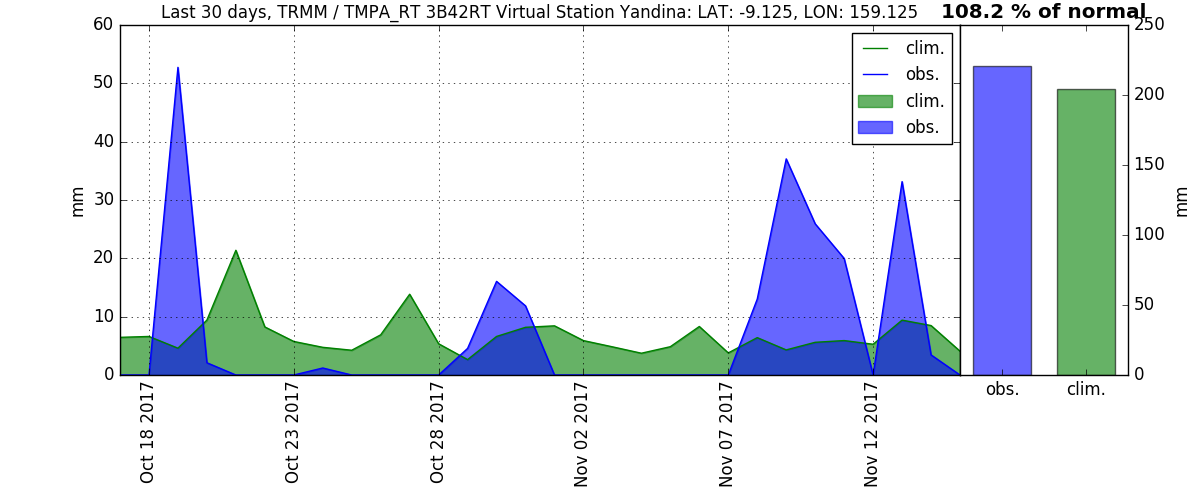 Last 30 days, TRMM / TMPA_RT 3B42RT Virtual Station Yandina: LAT: -9.125, LON: 159.125
108.2 % of normal
60
50
40
30
20
10
0
mm
clim.
obs.
clim.
obs.
250
200
150
100
50
0
mm
obs.
clim.
Oct 18 2017
Oct 23 2017
Oct 28 2017
Nov 02 2017
Nov 07 2017
Nov 12 2017